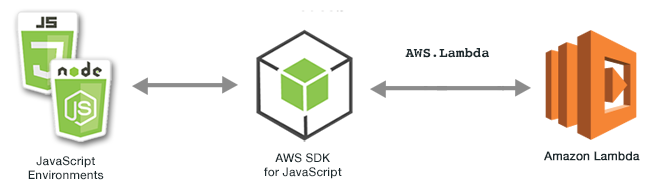 JS
node
JS
AWS.Lambda
JavaScript
Environments
AWS SDK
for JavaScript
Amazon Lambda